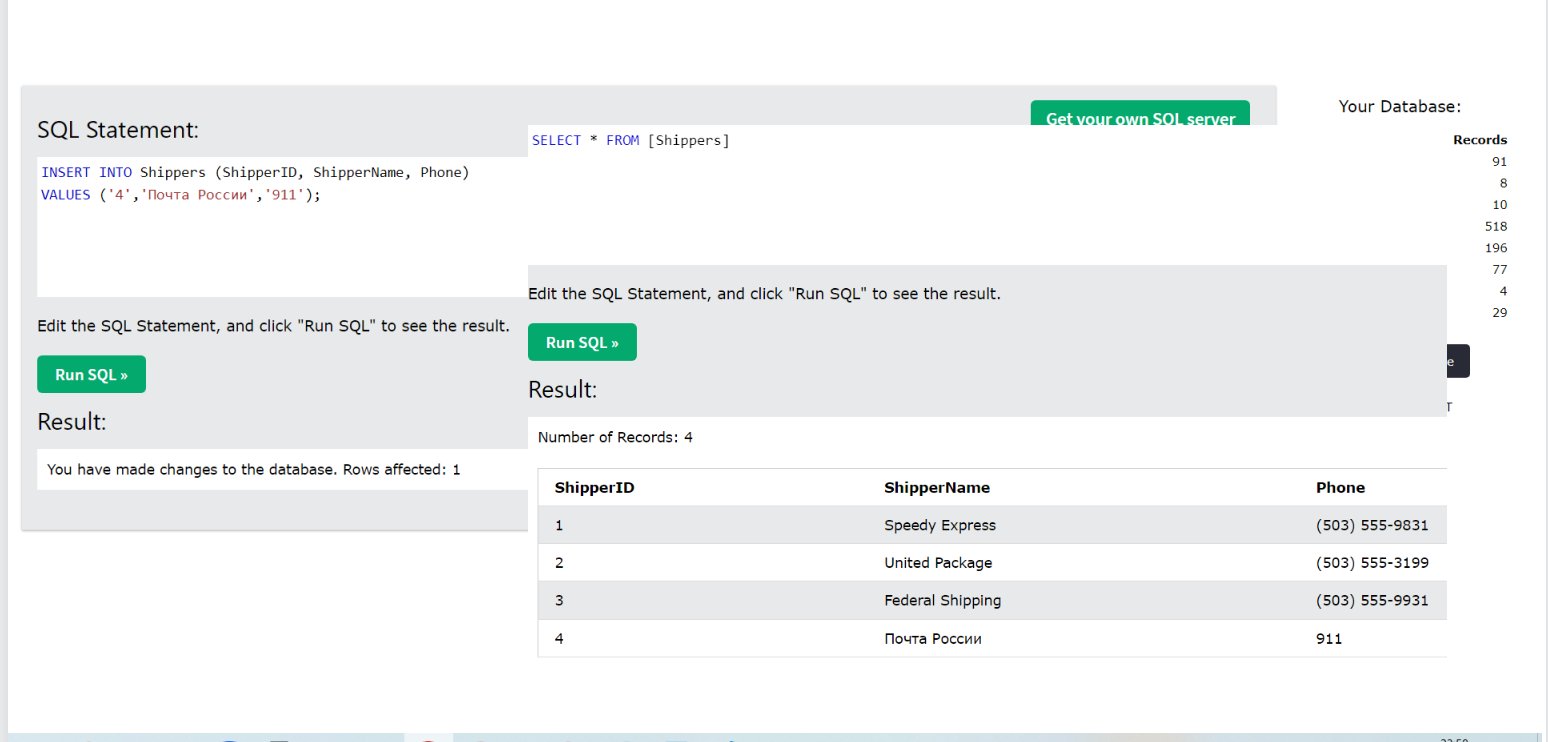 SQL Statement:
Get your own SQL server
Your Database:
INSERT INTO Shippers (ShipperID, ShipperName, Phone)
VALUES ('4','Почта России','911');
Edit the SQL Statement, and click "Run SQL" to see the result.
Run SQL »
Result:
You have made changes to the database. Rows affected: 1
SELECT * FROM [Shippers]
Edit the SQL Statement, and click "Run SQL" to see the result.
Run SQL »
Result:
Number of Records: 4
ShipperID ShipperName Phone
1 Speedy Express (503) 555-9831
2 United Package (503) 555-3199
3 Federal Shipping (503) 555-9931
4 Почта России 911
Records
91
8
10
518
196
77
4
29